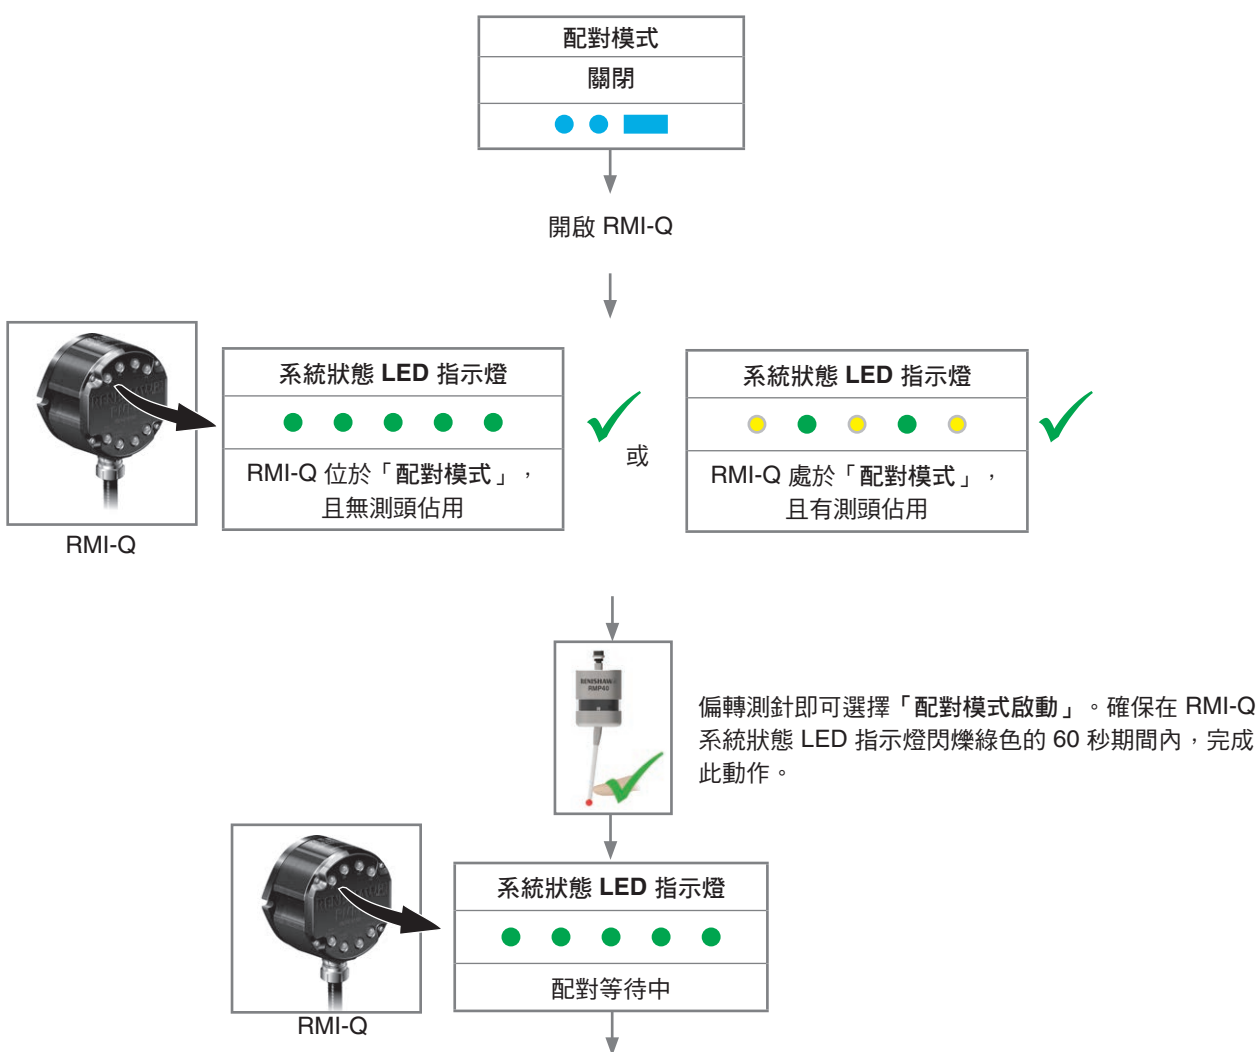 配對模式
關閉
開啟 RMI-Q
系統狀態 LED 指示燈
RMI-Q 位於「配對模式」，
且無測頭佔用
RMI-Q
或
系統狀態 LED 指示燈
RMI-Q 處於「配對模式」，
且有測頭佔用
RENISHAW
RMP40
偏轉測針即可選擇「配對模式啟動」。確保在 RMI-Q
系統狀態 LED 指示燈閃爍綠色的 60 秒期間內，完成
此動作。
系統狀態 LED 指示燈
配對等待中
RMI-Q